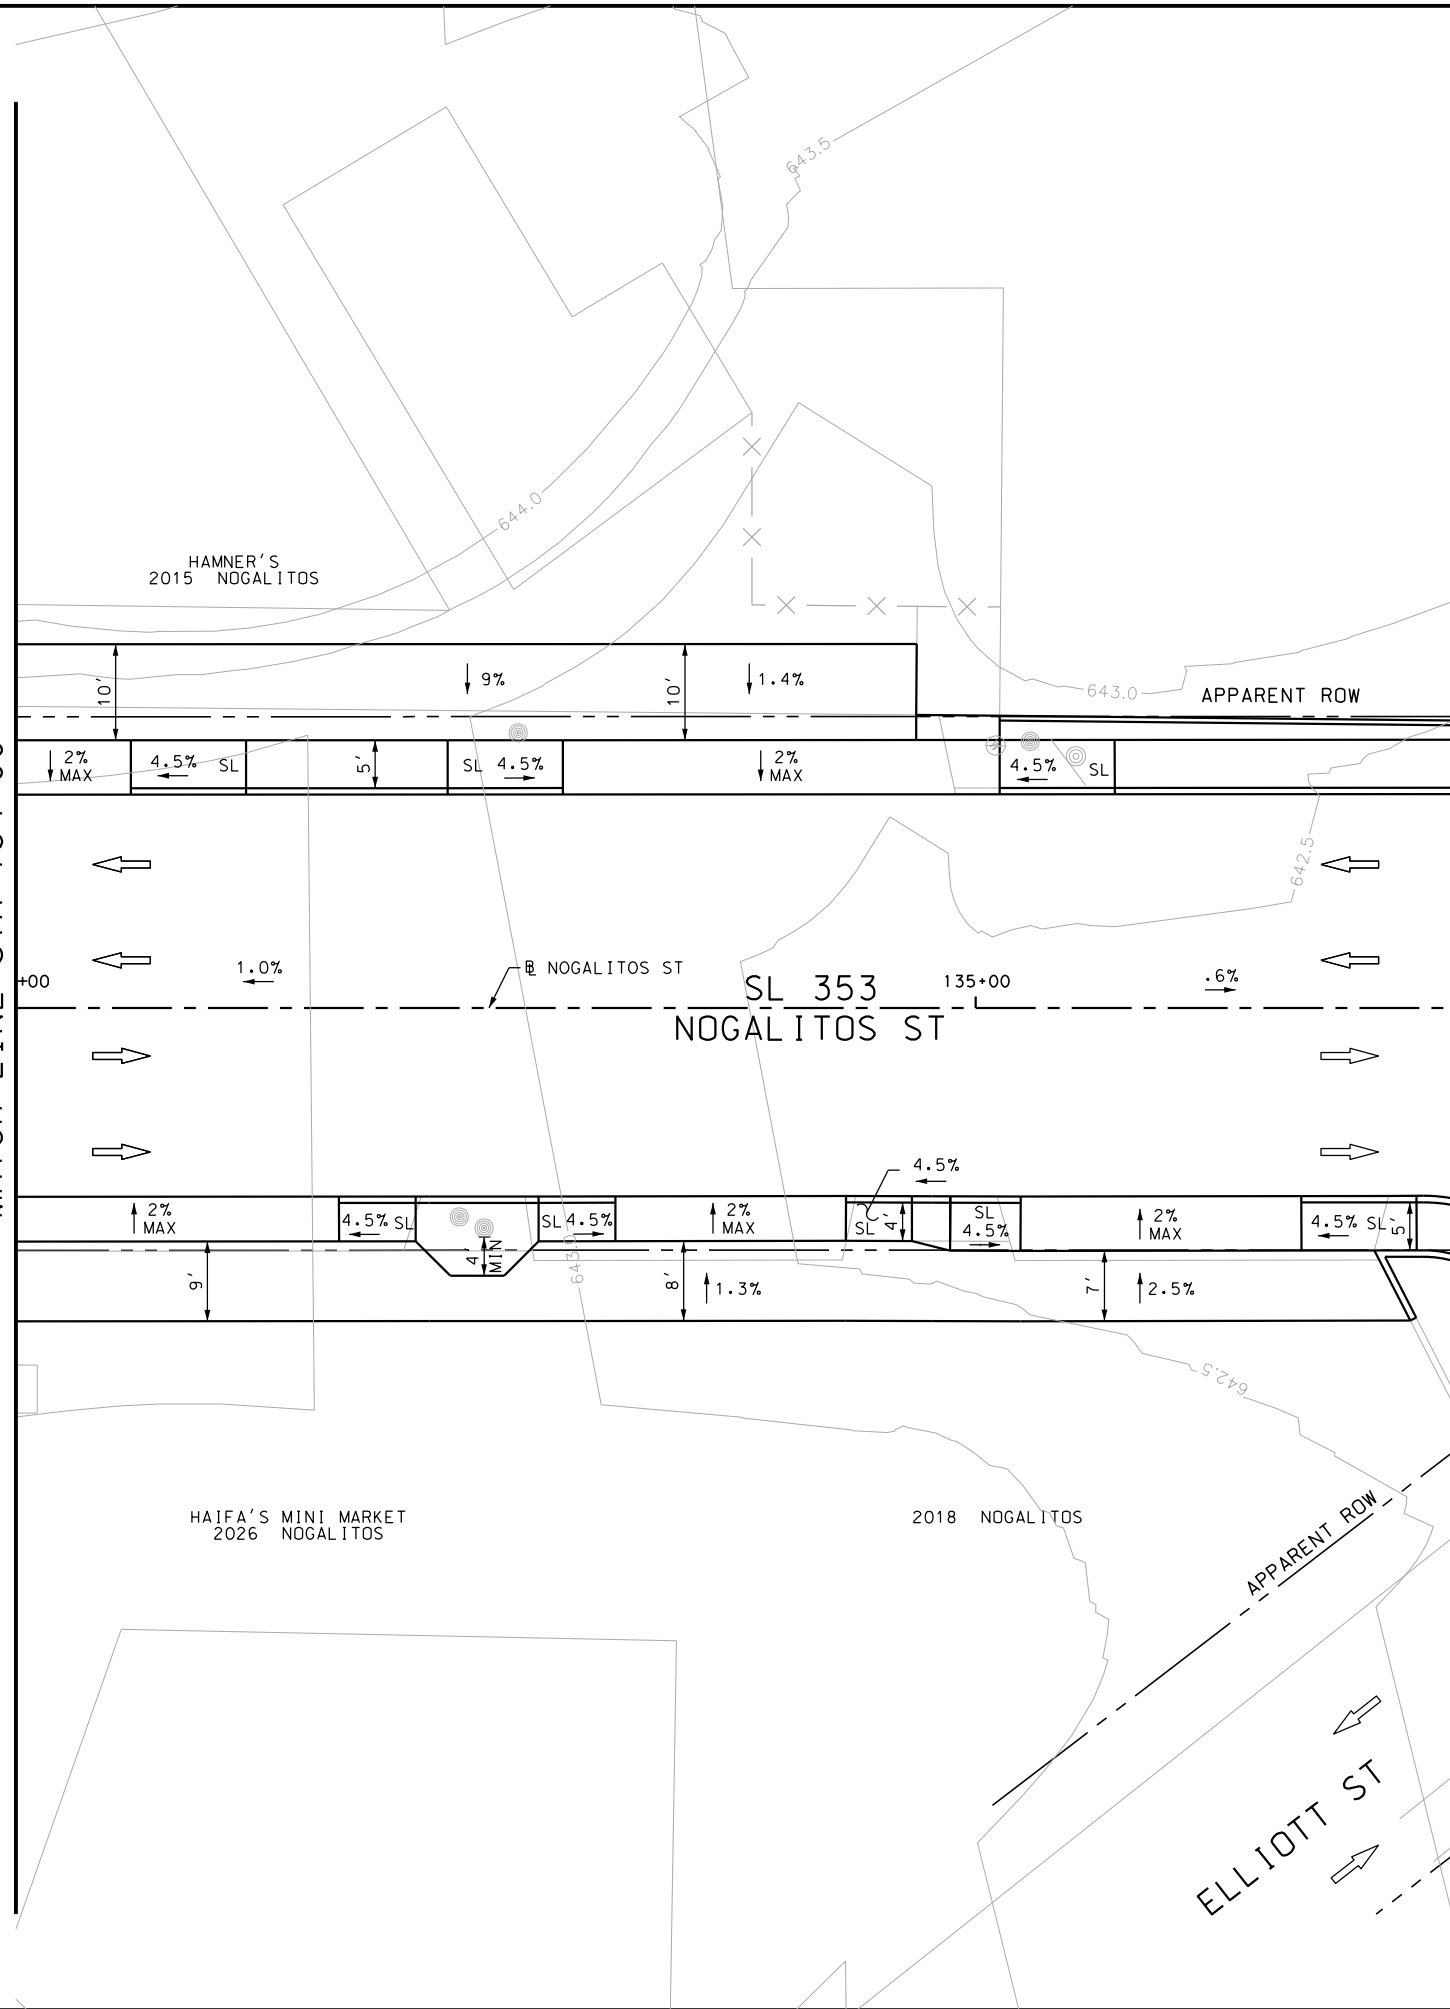 643.5
644.0
HAMNER'S
2015 NOGALITOS
10'
9%
10'
1.4%
643.0
APPARENT ROW
2%
MAX
4.5%
SL
5'
SL
4.5%
2%
MAX
4.5%
SL
642.5
+00
1.0%
NOGALITOS ST
SL 353
NOGALITOS ST
135+00
.6%
4.5%
2%
MAX
4.5%
SL
4'
MIN
SL
4.5%
2%
MAX
SL
4'
SL
4.5%
2%
MAX
4.5%
SL
5'
9'
643.0
8'
1.3%
7'
2.5%
642.5
HAIFA'S MINI MARKET
2026 NOGALITOS
2018 NOGALITOS
APPARENT ROW
ELLIOTT ST